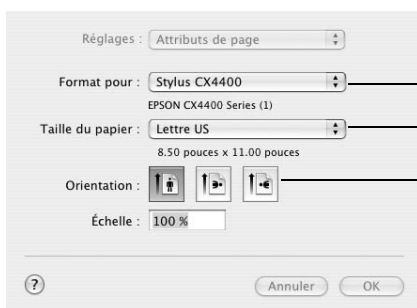 Réglages : Attributs de page
Format pour : Stylus CX4400
EPSON CX4400 Series (1)
Taille du papier : Lettre US
8.50 pouces x 11.00 pouces
Orientation :
Échelle : 100 %
? Annuler OK